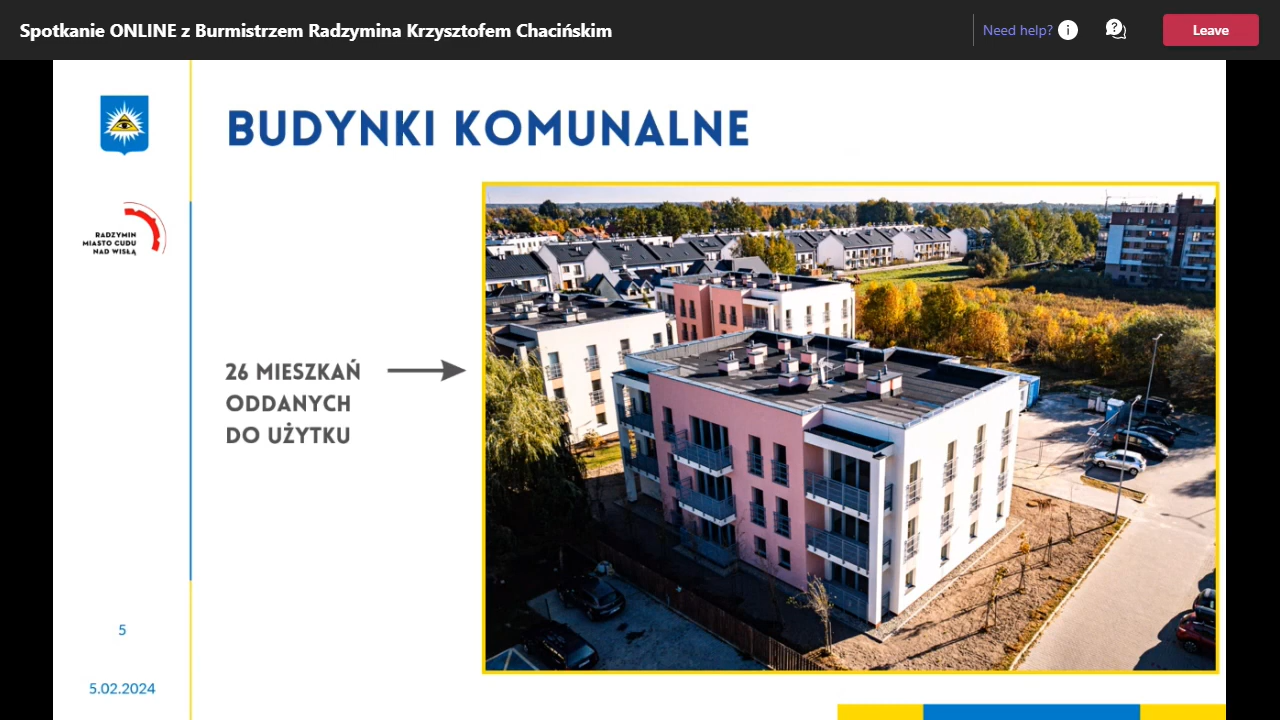 Spotkanie ONLINE z Burmistrzem Radzymina Krzysztofem Chacińskim
Need help?
Leave
BUDYNKI KOMUNALNE
RADZYMIN
MIASTO CUDU
NAD WISŁĄ
26 MIESZKAŃ
ODDANYCH
DO UŻYTKU
5
5.02.2024